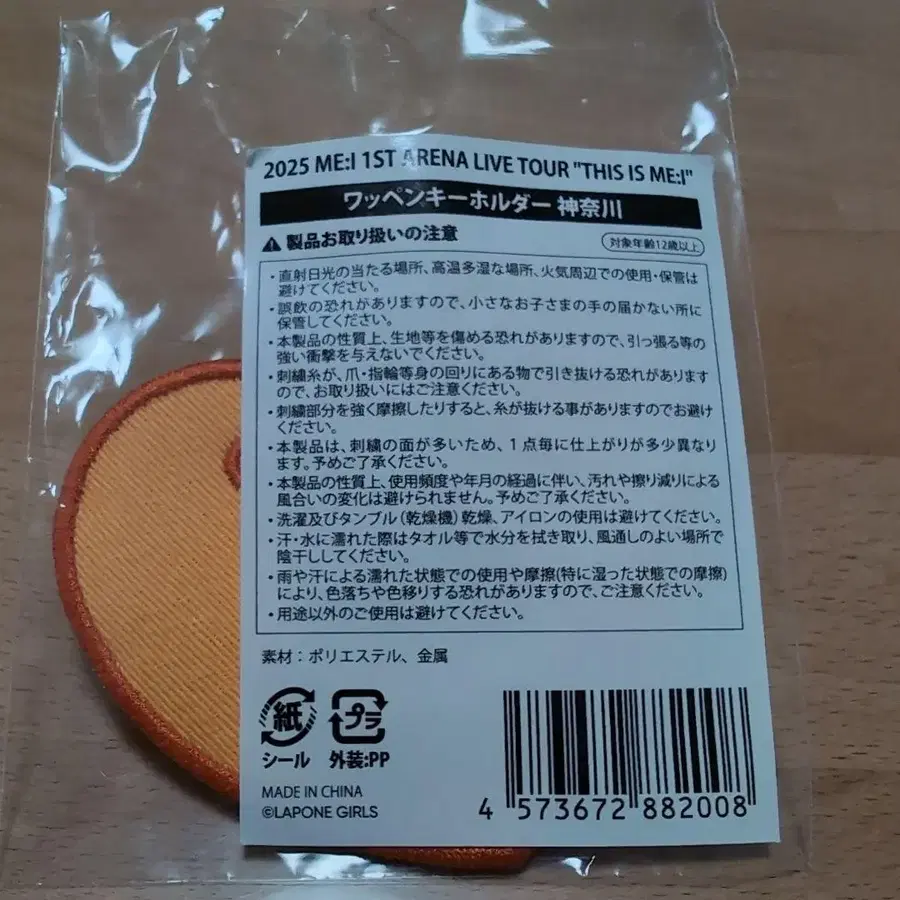 2025 ME:I 1ST ARENA LIVE TOUR "THIS IS ME:I"
ワッペンキーホルダー 神奈川
製品お取り扱いの注意
対象年齢12歳以上
・直射日光の当たる場所、高温多湿な場所、火気周辺での使用・保管は
避けてください。
・誤飲の恐れがありますので、小さなお子さまの手の届かない所に
保管してください。
・本製品の性質上、生地等を傷める恐れがありますので、引っ張る等の
強い衝撃を与えないでください。
・刺繍糸が、爪・指輪等身の回りにある物で引き抜ける恐れがあります
ので、お取り扱いにはご注意ください。
・刺繍部分を強く摩擦したりすると、糸が抜ける事がありますのでお避け
ください。
・本製品は、刺繍の面が多いため、1点毎に仕上がりが多少異なり
ます。予めご了承ください。
・本製品の性質上、使用頻度や年月の経過に伴い、汚れや擦り減りによる
風合いの変化は避けられません。予めご了承ください。
・洗濯及びタンブル(乾燥機)乾燥、アイロンの使用は避けてください。
・汗・水に濡れた際はタオル等で水分を拭き取り、風通しのよい場所で
陰干ししてください。
・雨や汗による濡れた状態での使用や摩擦(特に湿った状態での摩擦)
により、色落ちや色移りする恐れがありますので、ご注意ください。
・用途以外のご使用は避けてください。
素材:ポリエステル、金属
紙 プラ
シール 外装:PP
MADE IN CHINA
©LAPONE GIRLS
4 573672 882008